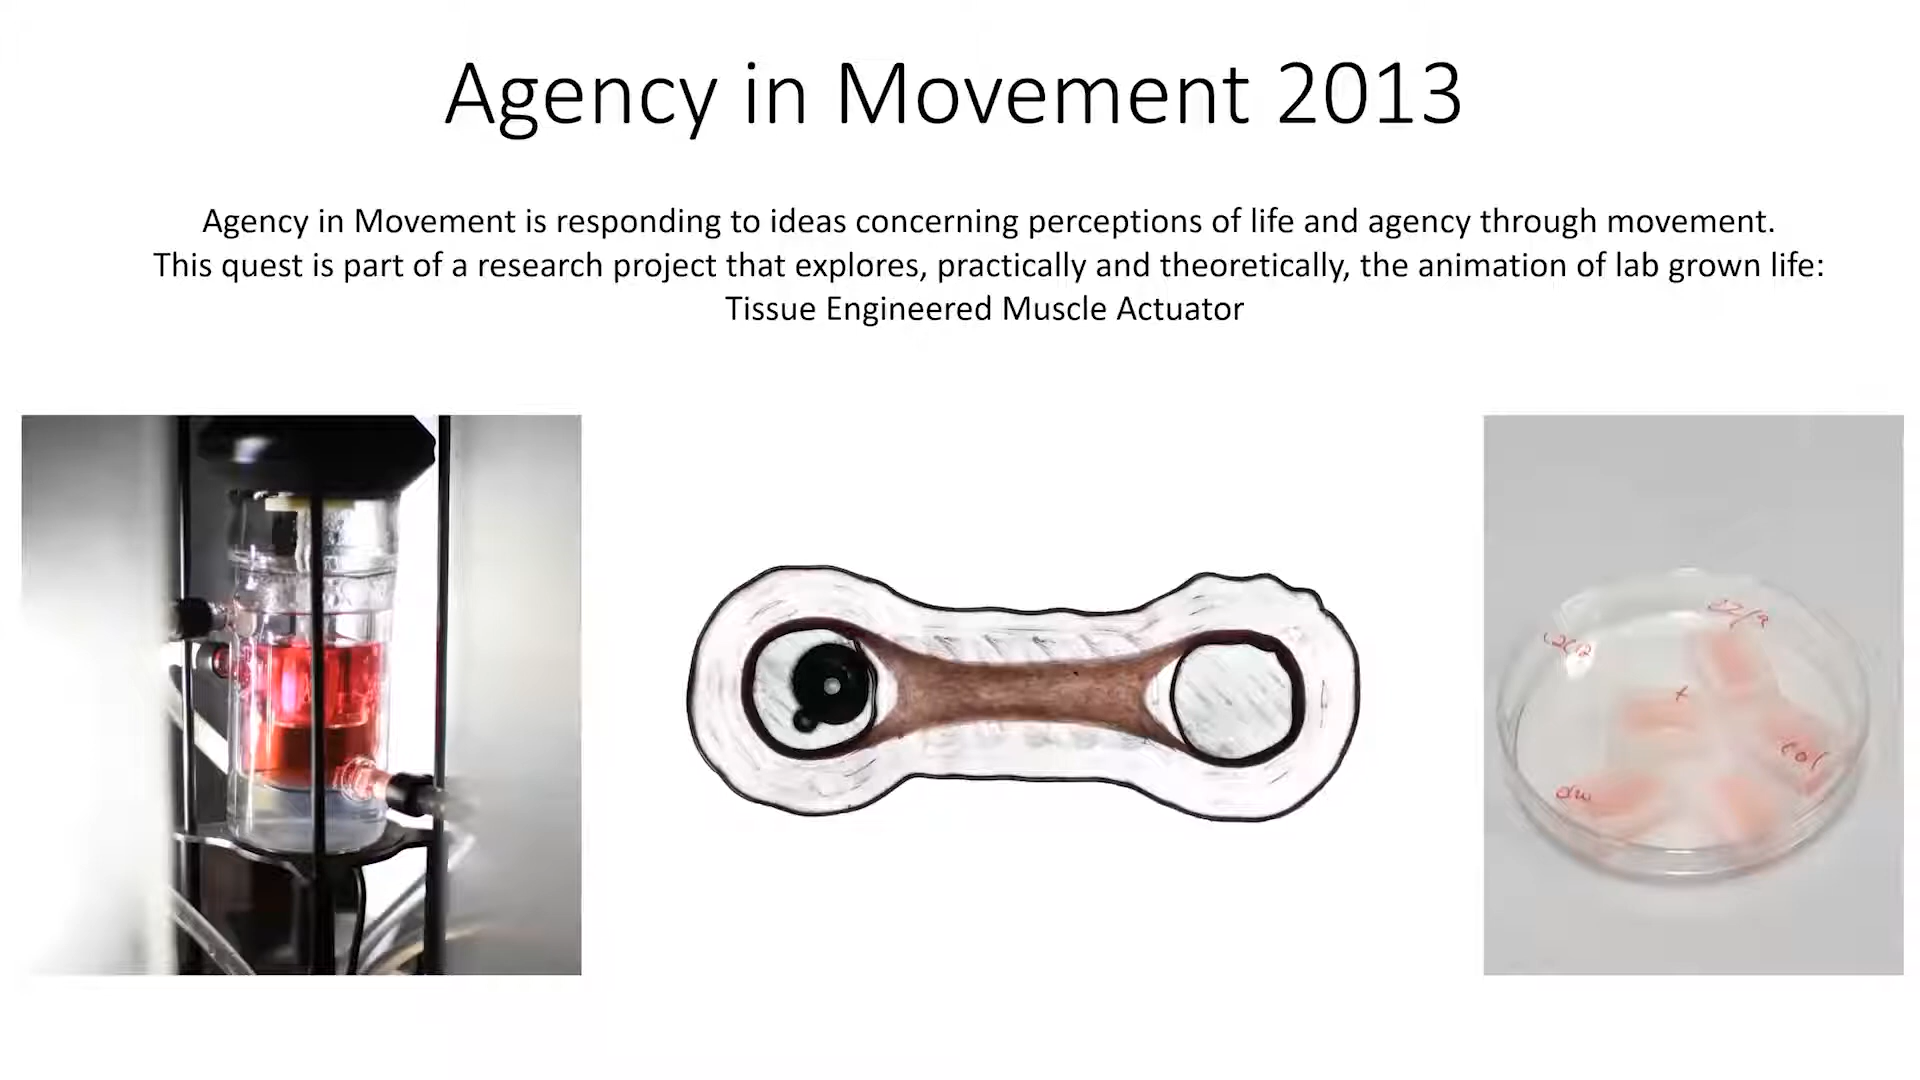 Agency in Movement 2013
Agency in Movement is responding to ideas concerning perceptions of life and agency through movement.
This quest is part of a research project that explores, practically and theoretically, the animation of lab grown life:
Tissue Engineered Muscle Actuator